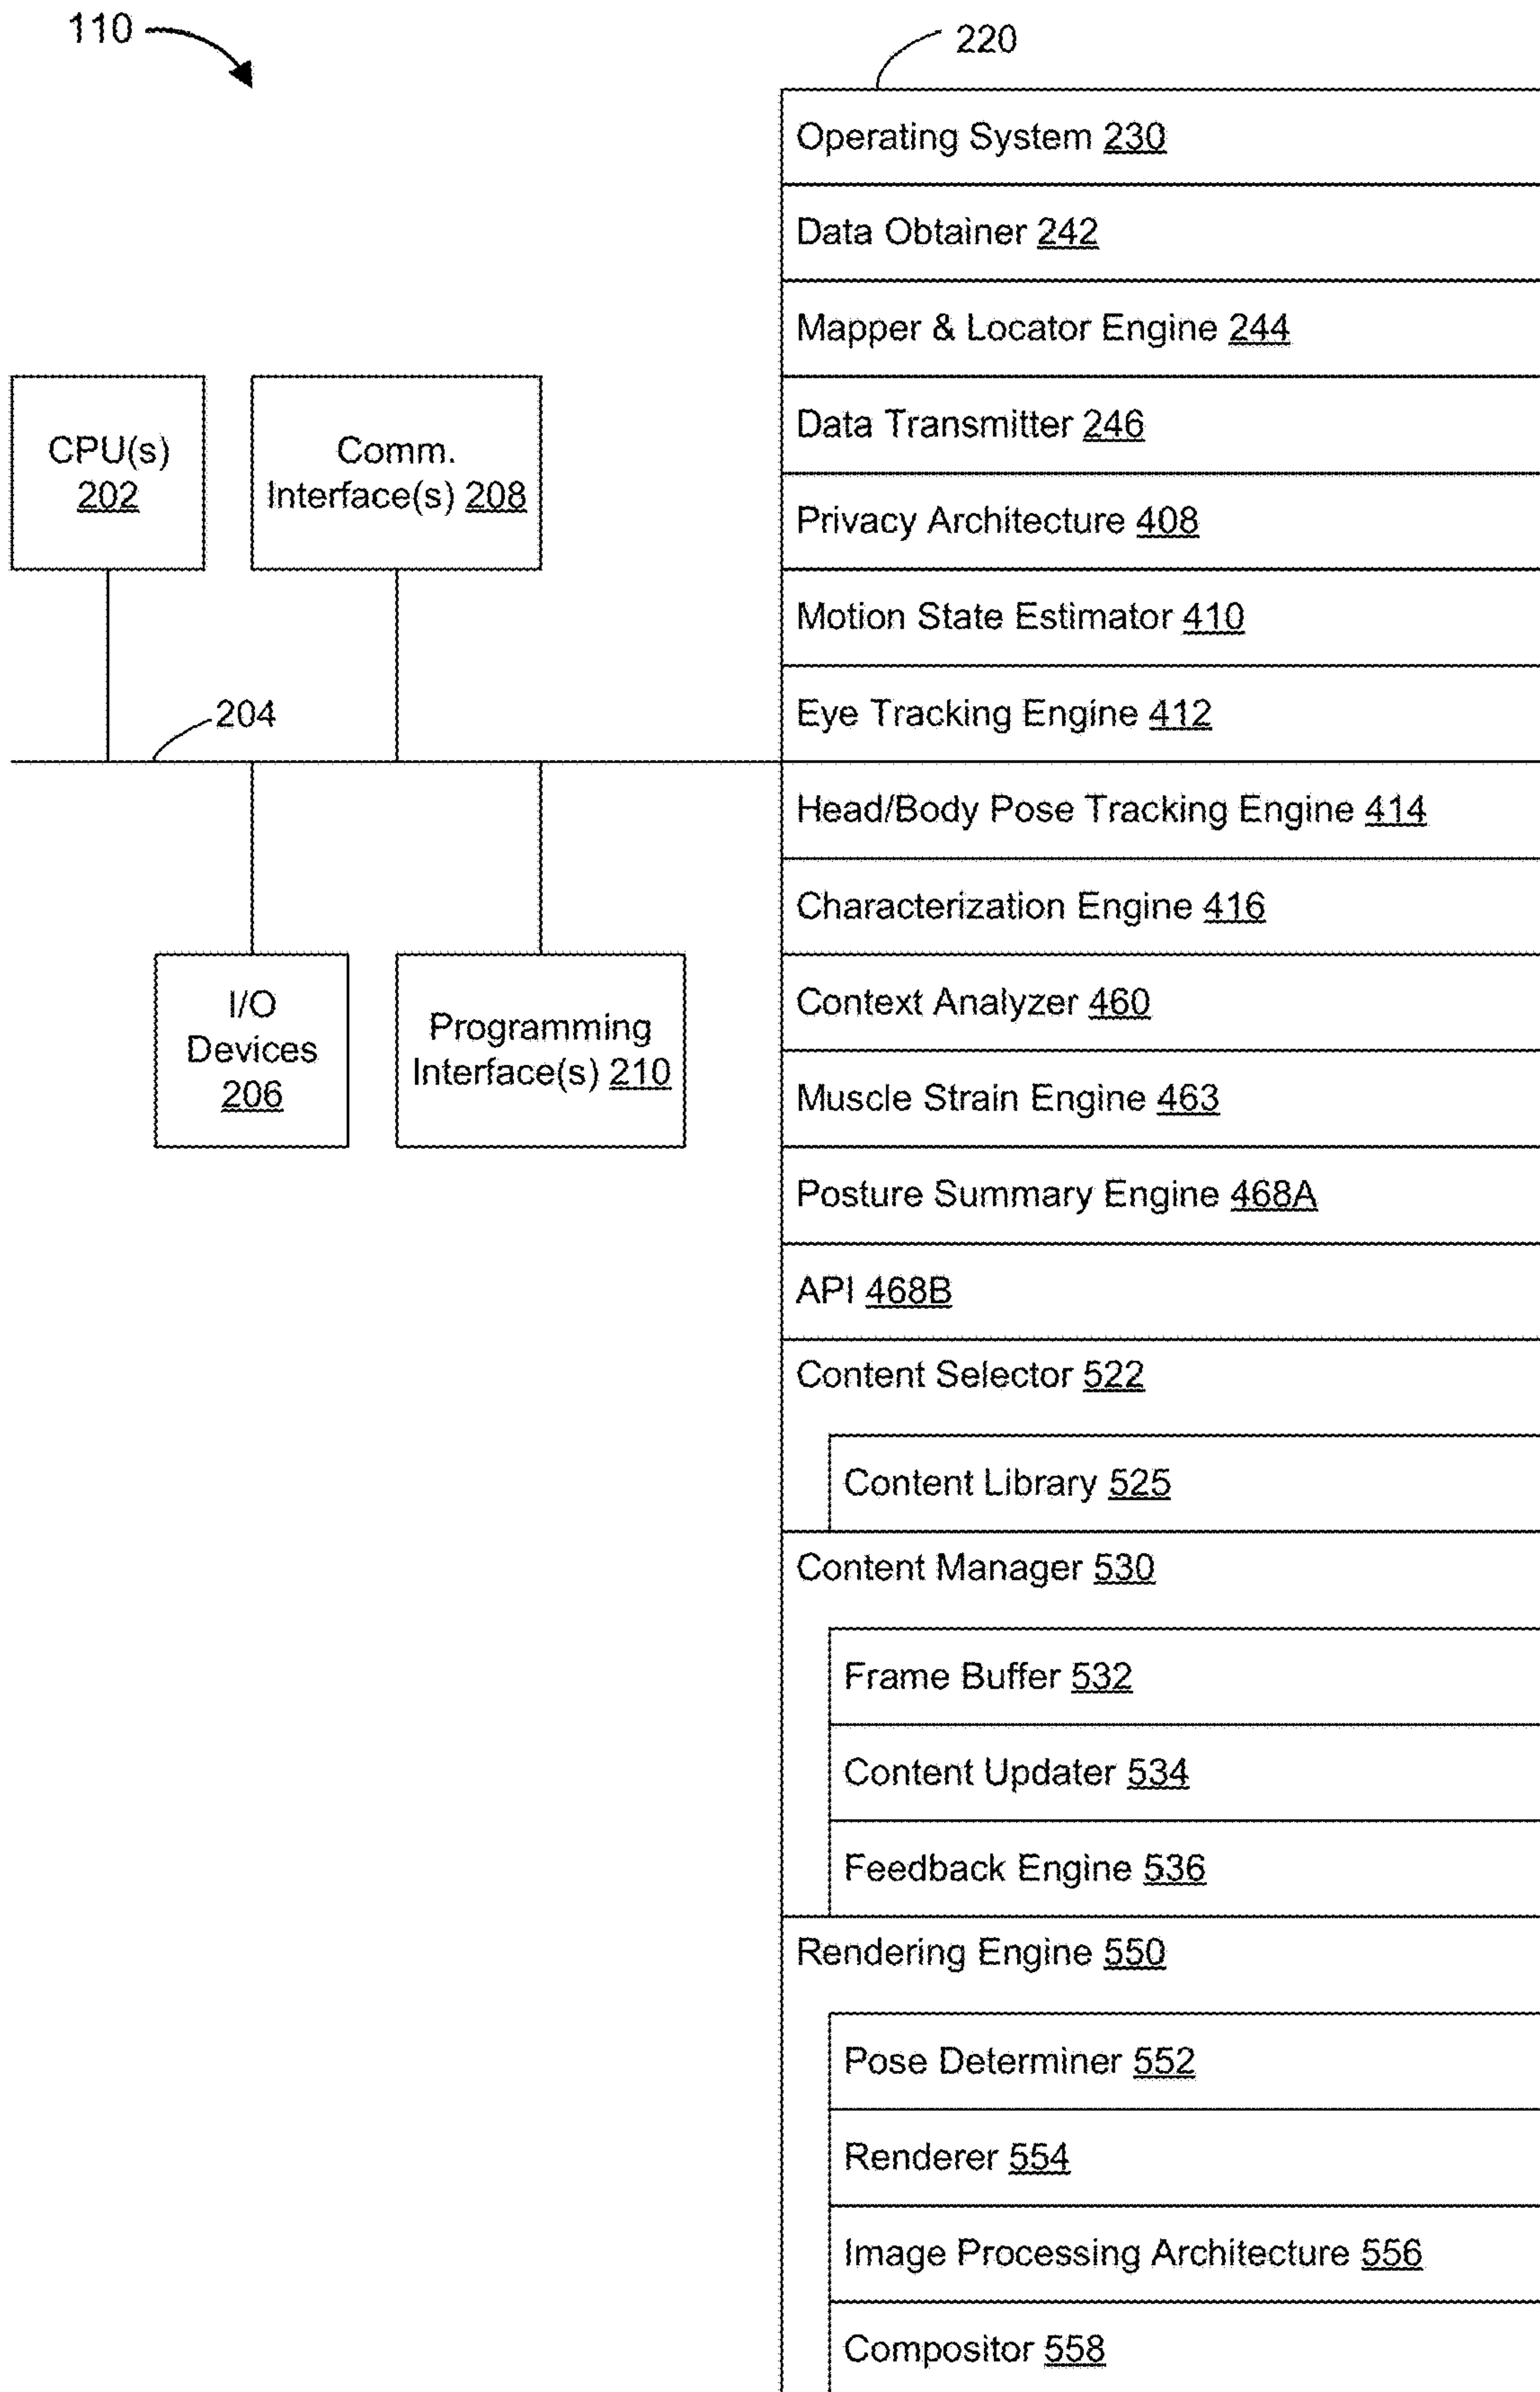 110
220
Operating System 230
Data Obtainer 242
Mapper & Locator Engine 244
Data Transmitter 246
Privacy Architecture 408
Motion State Estimator 410
Eye Tracking Engine 412
Head/Body Pose Tracking Engine 414
Characterization Engine 416
Context Analyzer 460
Muscle Strain Engine 463
Posture Summary Engine 468A
API 468B
Content Selector 522
Content Library 525
Content Manager 530
Frame Buffer 532
Content Updater 534
Feedback Engine 536
Rendering Engine 550
Pose Determiner 552
Renderer 554
Image Processing Architecture 556
Compositor 558
CPU(s)
202
Comm.
Interface(s) 208
204
I/O
Devices
206
Programming
Interface(s) 210